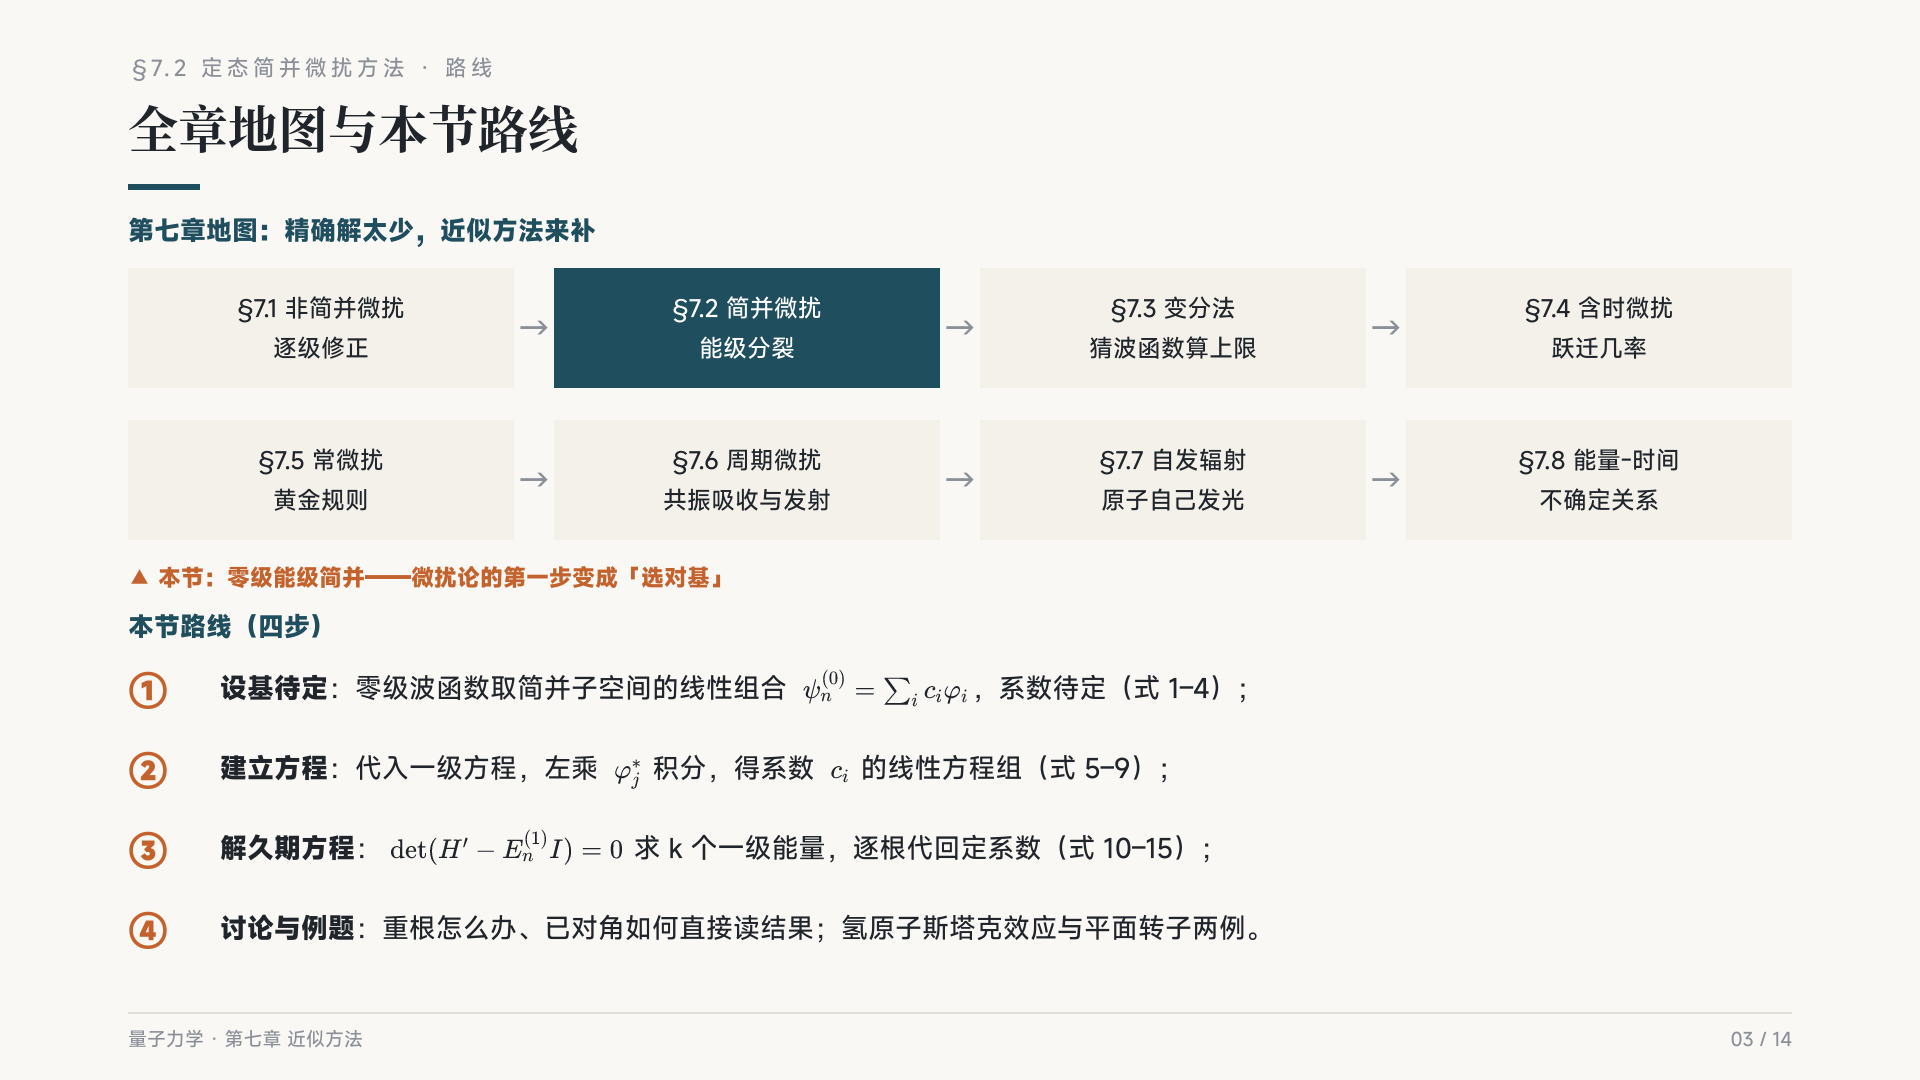 §7.2 定态简并微扰方法 · 路线
全章地图与本节路线
第七章地图：精确解太少，近似方法来补
§7.1 非简并微扰
逐级修正
→
§7.2 简并微扰
能级分裂
→
§7.3 变分法
猜波函数算上限
→
§7.4 含时微扰
跃迁几率
§7.5 常微扰
黄金规则
→
§7.6 周期微扰
共振吸收与发射
→
§7.7 自发辐射
原子自己发光
→
§7.8 能量-时间
不确定关系
▲ 本节：零级能级简并——微扰论的第一步变成「选对基」
本节路线（四步）
① 设基待定：零级波函数取简并子空间的线性组合 $\psi_n^{(0)} = \sum_i c_i \varphi_i$，系数待定（式 1–4）；
② 建立方程：代入一级方程，左乘 $\varphi_j^*$ 积分，得系数 $c_i$ 的线性方程组（式 5–9）；
③ 解久期方程：$\det(H' - E_n^{(1)} I) = 0$ 求 k 个一级能量，逐根代回定系数（式 10–15）；
④ 讨论与例题：重根怎么办、已对角如何直接读结果；氢原子斯塔克效应与平面转子两例。
量子力学 · 第七章 近似方法
03 / 14